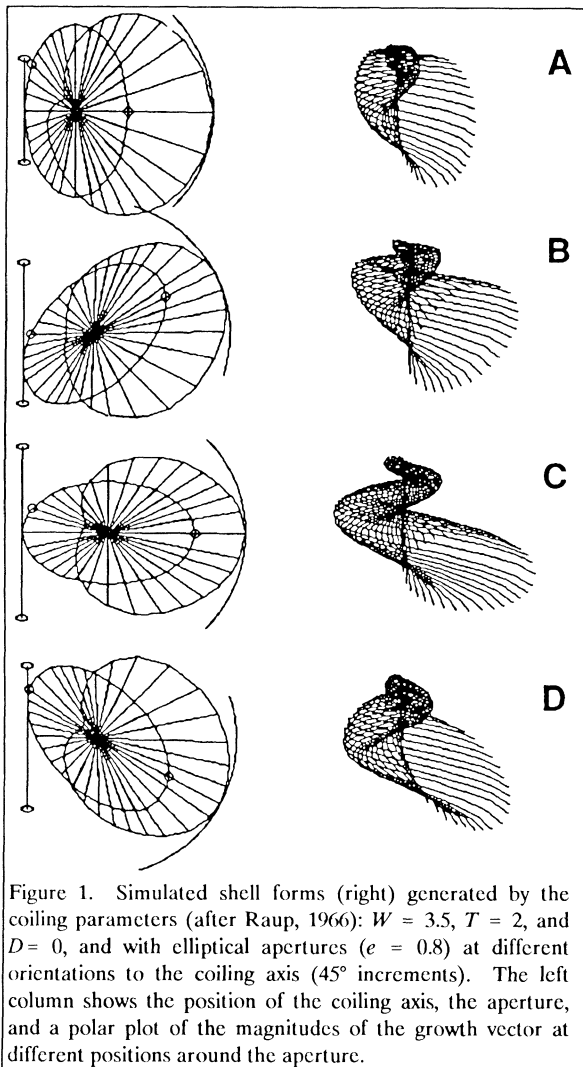 A
B
C
D
Figure 1. Simulated shell forms (right) generated by the
coiling parameters (after Raup, 1966): W = 3.5, T = 2, and
D= 0, and with elliptical apertures (e = 0.8) at different
orientations to the coiling axis (45° increments). The left
column shows the position of the coiling axis, the aperture,
and a polar plot of the magnitudes of the growth vector at
different positions around the aperture.